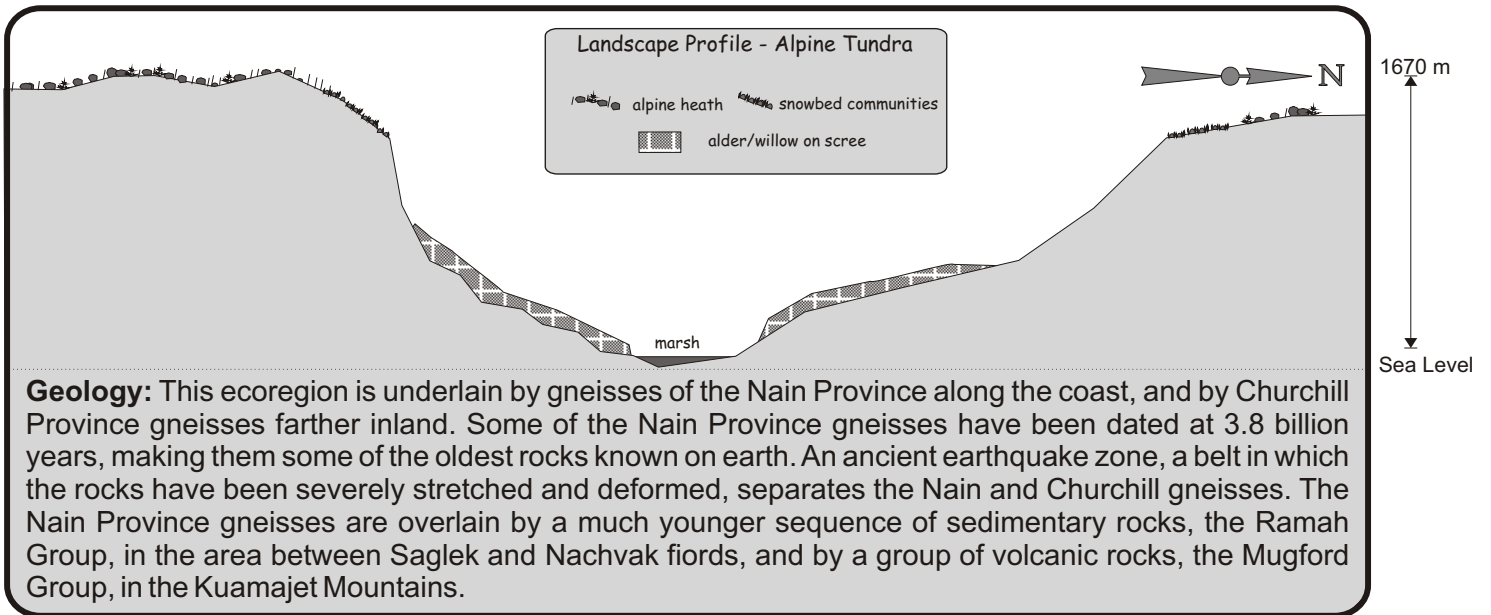 Landscape Profile - Alpine Tundra
alpine heath snowbed communities
alder/willow on scree
N
1670 m
marsh
Sea Level
Geology: This ecoregion is underlain by gneisses of the Nain Province along the coast, and by Churchill
Province gneisses farther inland. Some of the Nain Province gneisses have been dated at 3.8 billion
years, making them some of the oldest rocks known on earth. An ancient earthquake zone, a belt in which
the rocks have been severely stretched and deformed, separates the Nain and Churchill gneisses. The
Nain Province gneisses are overlain by a much younger sequence of sedimentary rocks, the Ramah
Group, in the area between Saglek and Nachvak fiords, and by a group of volcanic rocks, the Mugford
Group, in the Kuamajet Mountains.